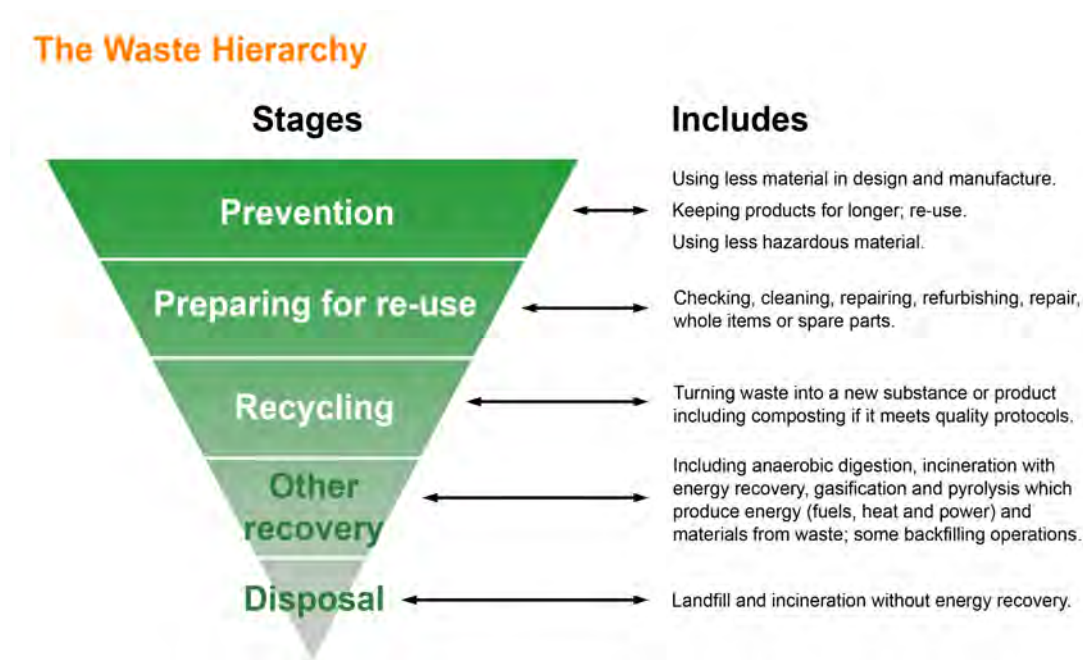 The Waste Hierarchy
Stages
Includes
Prevention
Using less material in design and manufacture.
Keeping products for longer; re-use.
Using less hazardous material.
Preparing for re-use
Checking, cleaning, repairing, refurbishing, repair,
whole items or spare parts.
Recycling
Turning waste into a new substance or product
including composting if it meets quality protocols.
Other
recovery
Including anaerobic digestion, incineration with
energy recovery, gasification and pyrolysis which
produce energy (fuels, heat and power) and
materials from waste; some backfilling operations.
Disposal
Landfill and incineration without energy recovery.